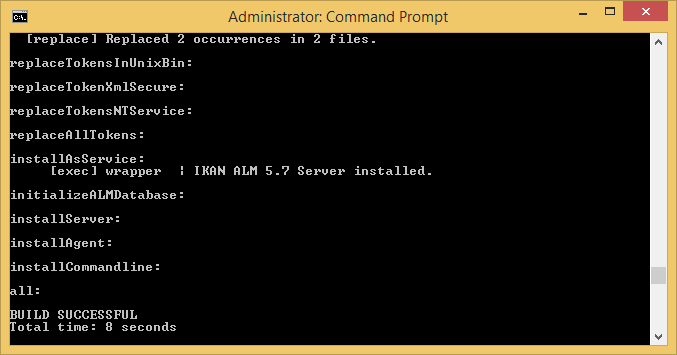 Administrator: Command Prompt
[replace] Replaced 2 occurrences in 2 files.
replaceTokensInUnixBin:
replaceTokenXmlSecure:
replaceTokensNTService:
replaceAllTokens:
installAsService:
[exec] wrapper | IKAN ALM 5.7 Server installed.
initializeALMDatabase:
installServer:
installAgent:
installCommandline:
all:
BUILD SUCCESSFUL
Total time: 8 seconds